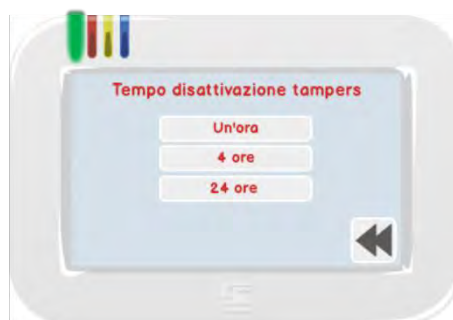 Tempo disattivazione tampers
Un'ora
4 ore
24 ore